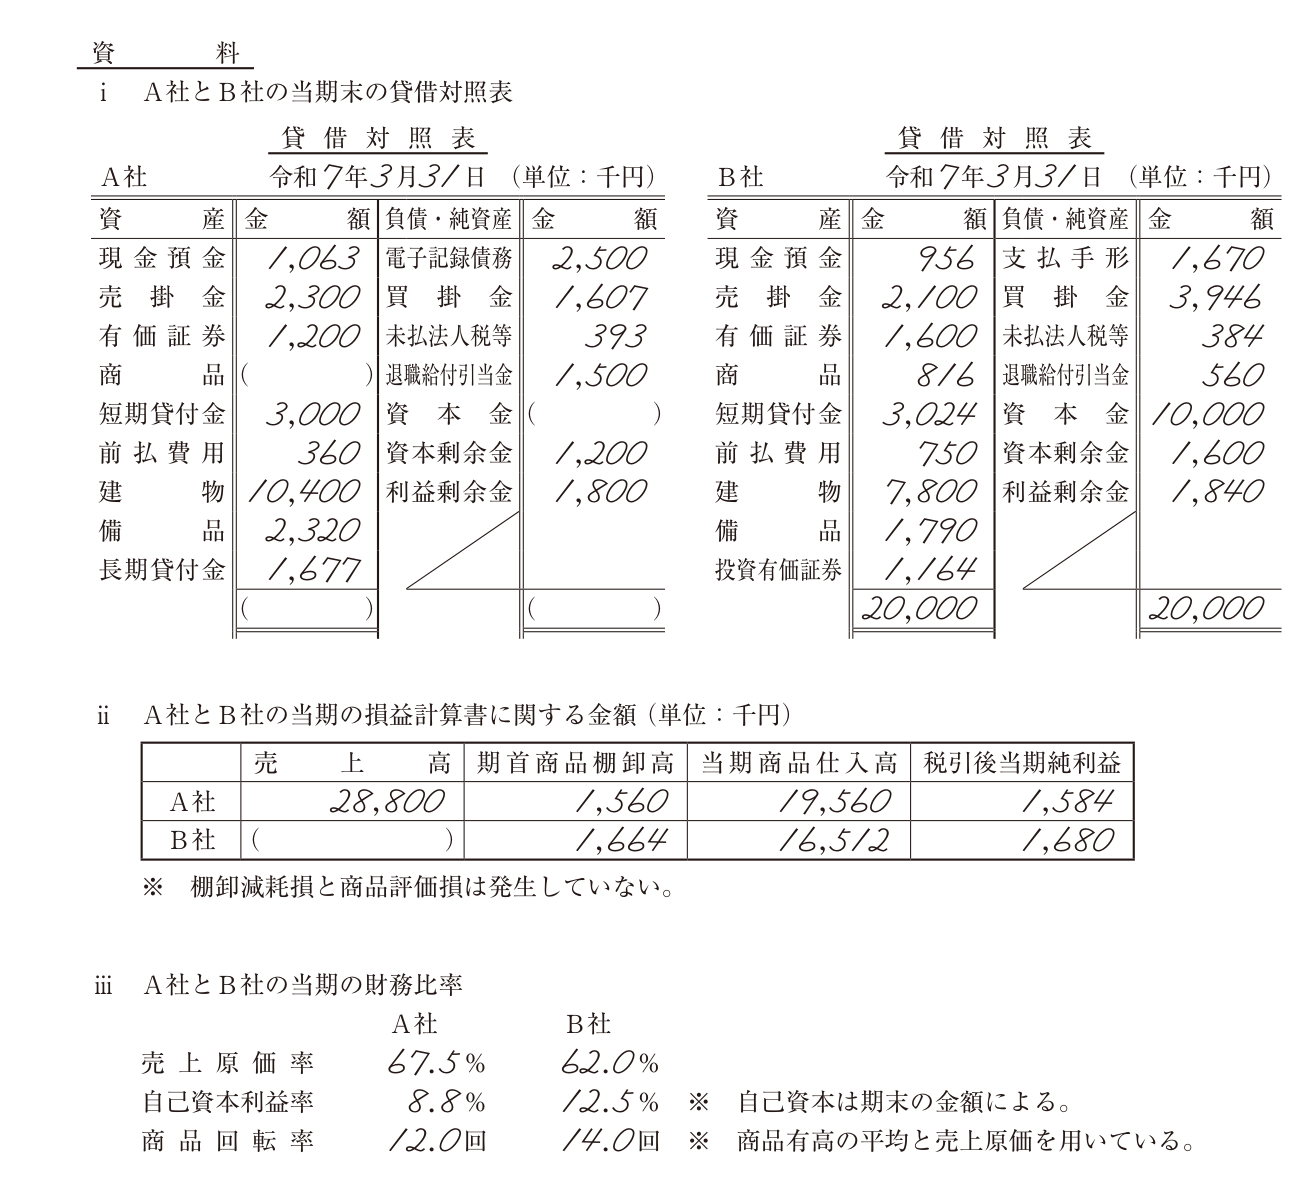 資料
ⅰ A社とB社の当期末の貸借対照表
貸借対照表
A社 令和7年3月31日 (単位：千円)
資産 金額 負債・純資産 金額
現金預金 1,063 電子記録債務 2,500
売掛金 2,300 買掛金 1,607
有価証券 1,200 未払法人税等 393
商品 ( ) 退職給付引当金 1,500
短期貸付金 3,000 資本金 ( )
前払費用 360 資本剰余金 1,200
建物 10,400 利益剰余金 1,800
備品 2,320
長期貸付金 1,677
( ) ( )
貸借対照表
B社 令和7年3月31日 (単位：千円)
資産 金額 負債・純資産 金額
現金預金 956 支払手形 1,670
売掛金 2,100 買掛金 3,946
有価証券 1,600 未払法人税等 384
商品 816 退職給付引当金 560
短期貸付金 3,024 資本金 10,000
前払費用 750 資本剰余金 1,600
建物 7,800 利益剰余金 1,840
備品 1,790
投資有価証券 1,164
20,000 20,000
ⅱ A社とB社の当期の損益計算書に関する金額(単位：千円)
売上高 期首商品棚卸高 当期商品仕入高 税引後当期純利益
A社 28,800 1,560 19,560 1,584
B社 ( ) 1,664 16,512 1,680
※ 棚卸減耗損と商品評価損は発生していない。
ⅲ A社とB社の当期の財務比率
A社 B社
売上原価率 67.5% 62.0%
自己資本利益率 8.8% 12.5% ※ 自己資本は期末の金額による。
商品回転率 12.0回 14.0回 ※ 商品有高の平均と売上原価を用いている。